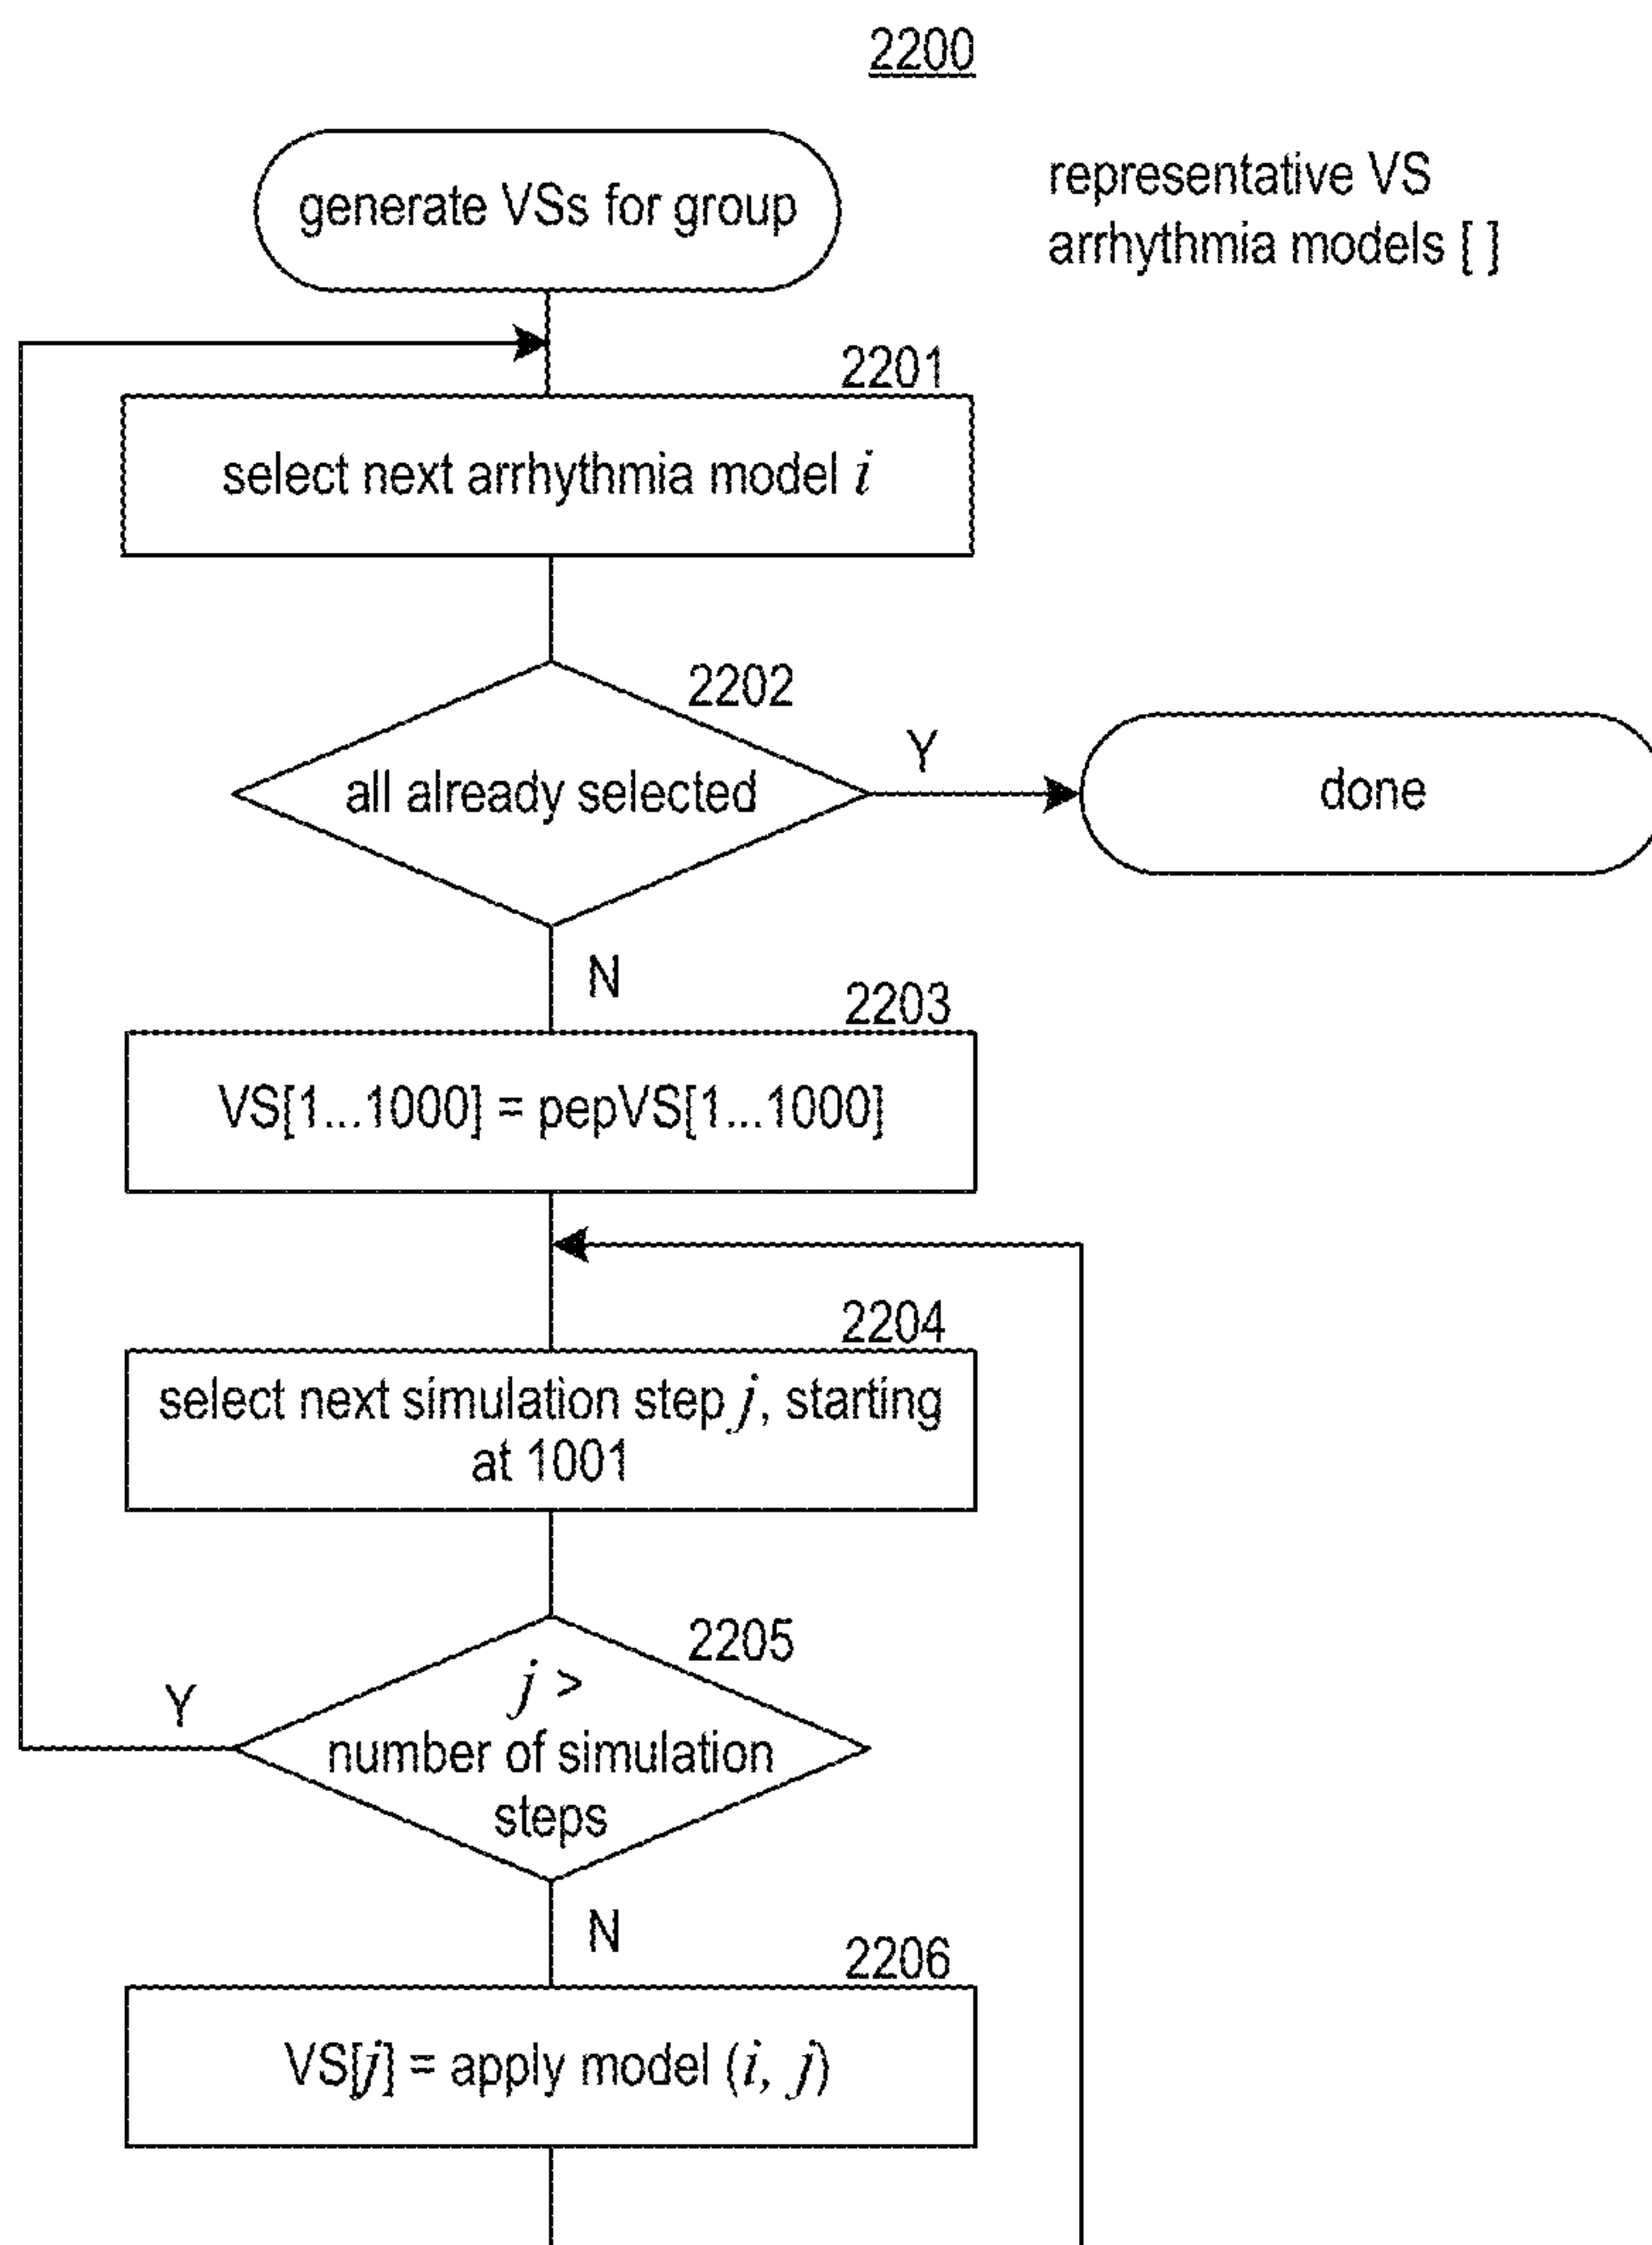 2200
generate VSs for group
representative VS
arrhythmia models [ ]
2201
select next arrhythmia model i
2202
all already selected
Y
done
N
2203
VS[1...1000] = pepVS[1...1000]
2204
select next simulation step j, starting
at 1001
2205
j >
number of simulation
steps
Y
N
2206
VS[j] = apply model (i, j)